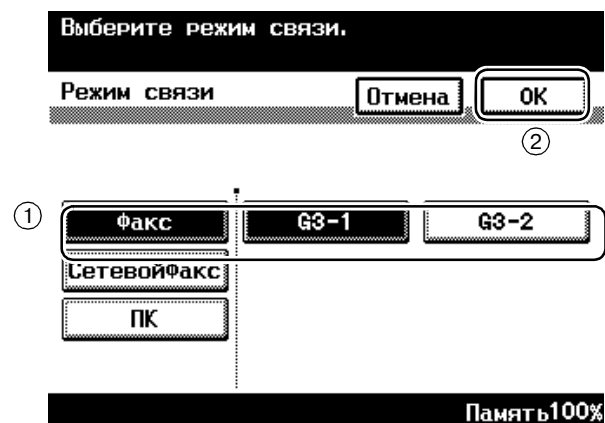 Выберите режим связи.
Режим связи
Отмена
OK
2
1
Факс
G3-1
G3-2
СетевойФакс
ПК
Память100%